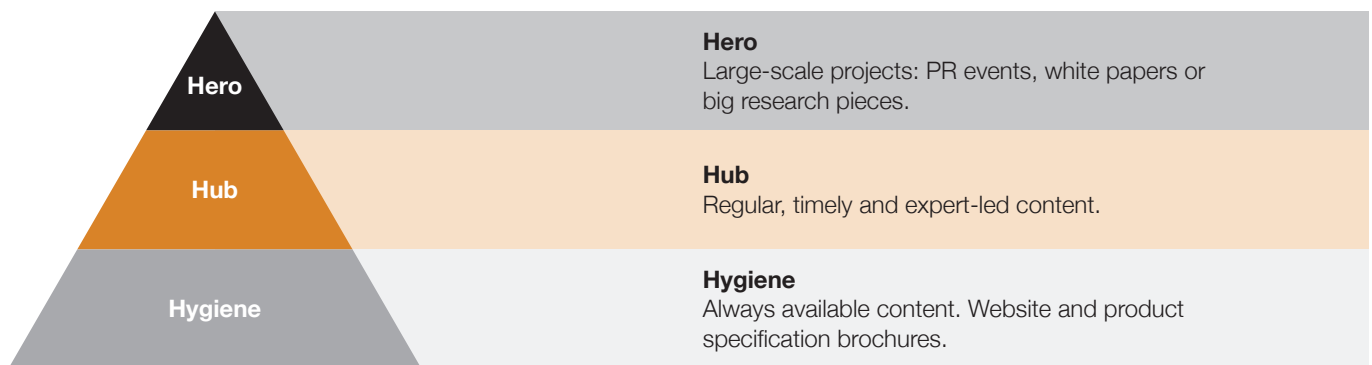 Hero
Hero
Large-scale projects: PR events, white papers or
big research pieces.
Hub
Hub
Regular, timely and expert-led content.
Hygiene
Hygiene
Always available content. Website and product
specification brochures.